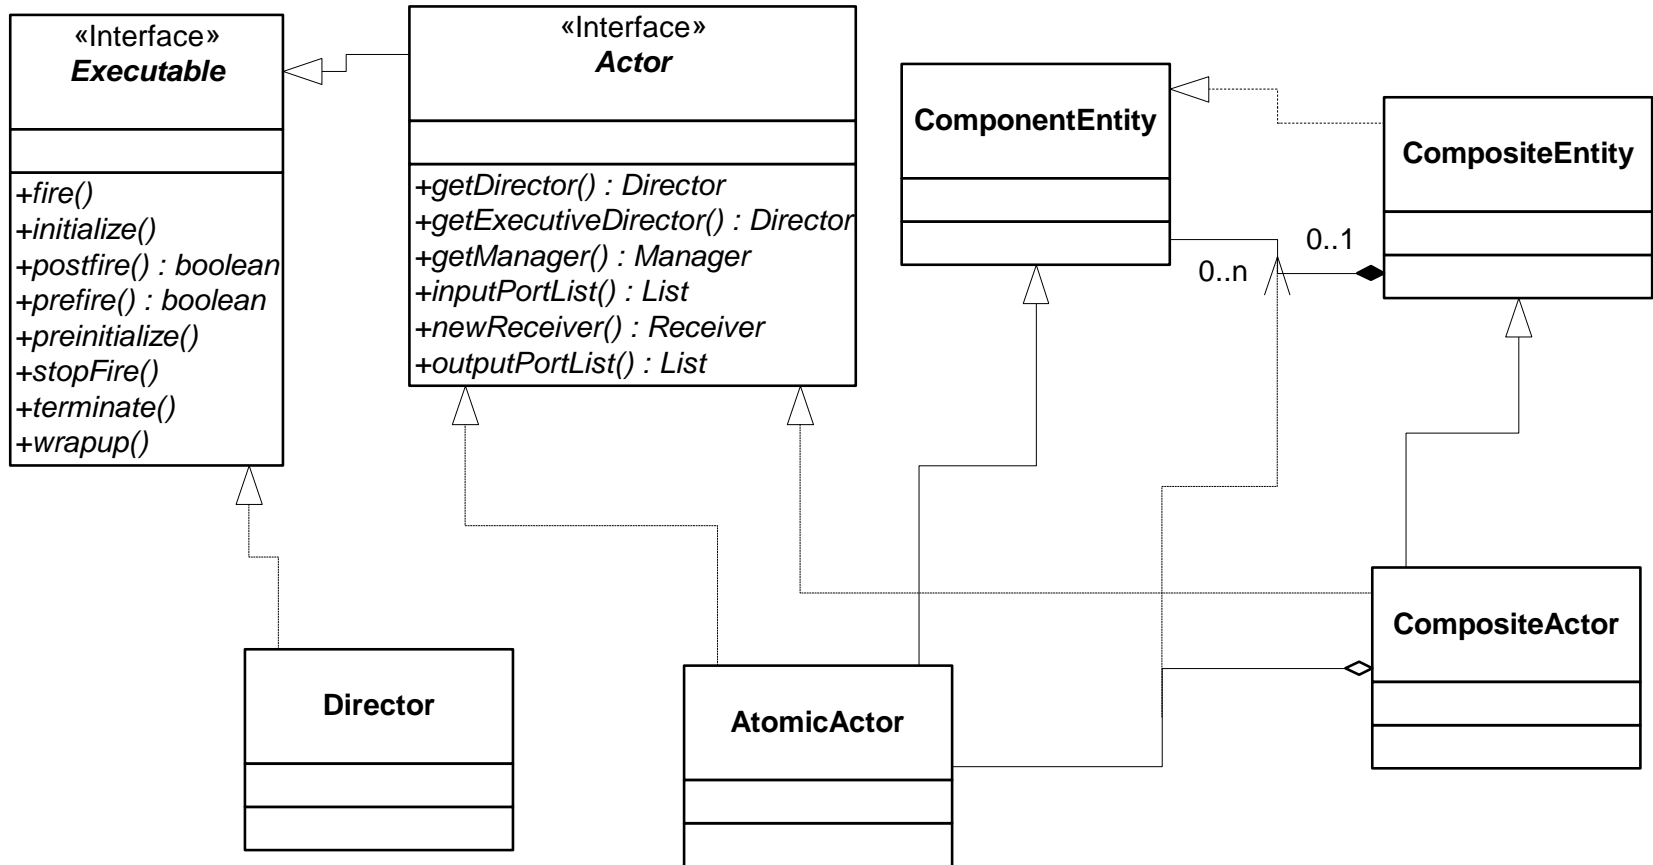 «Interface»
Executable
+fire()
+initialize()
+postfire() : boolean
+prefire() : boolean
+preinitialize()
+stopFire()
+terminate()
+wrapup()
«Interface»
Actor
+getDirector() : Director
+getExecutiveDirector() : Director
+getManager() : Manager
+inputPortList() : List
+newReceiver() : Receiver
+outputPortList() : List
ComponentEntity
CompositeEntity
0..1
0..n
CompositeActor
Director
AtomicActor